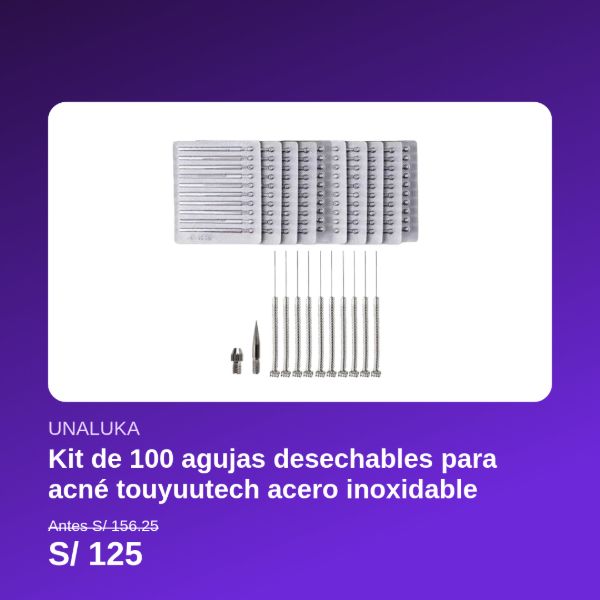 UNALUKA
Kit de 100 agujas desechables para
acné touyuutech acero inoxidable
Antes S/ 156.25
S/ 125